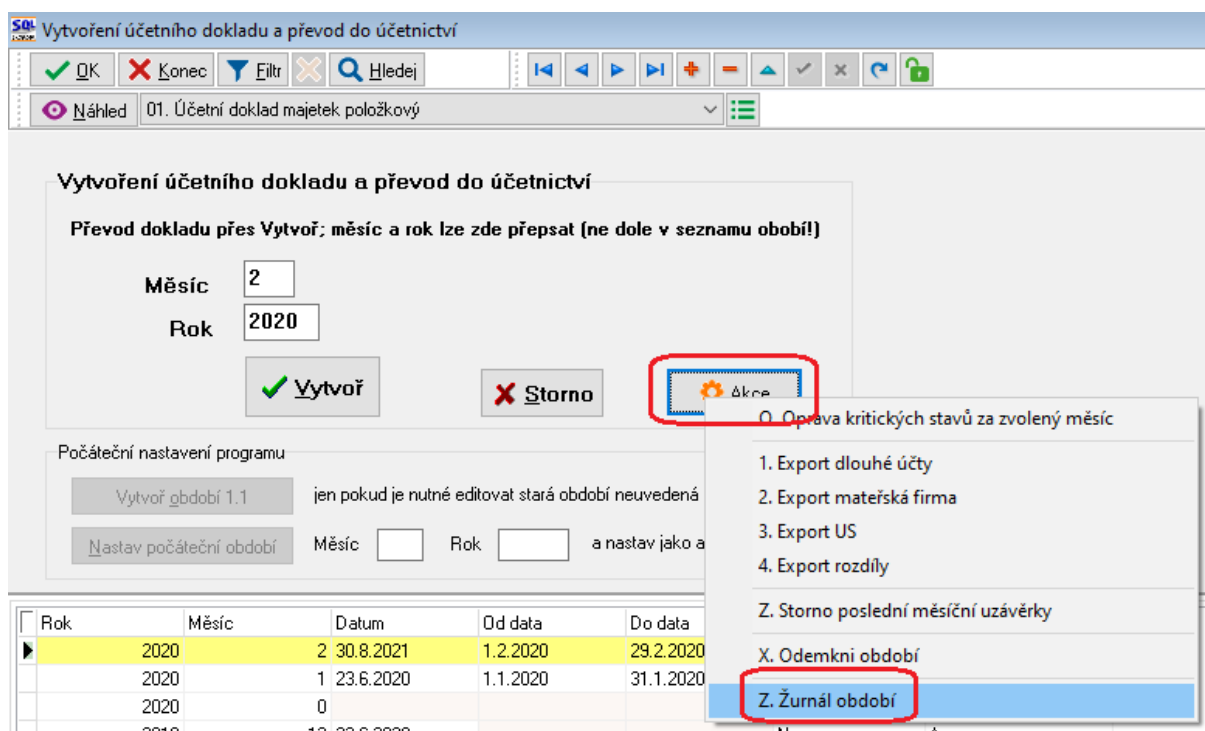 SQL Vytvoření účetního dokladu a převod do účetnictví
OK Konec Filtr Hledej
Náhled 01. Účetní doklad majetek položkový
Vytvoření účetního dokladu a převod do účetnictví
Převod dokladu přes Vytvoř; měsíc a rok lze zde přepsat (ne dole v seznamu obobí!)
Měsíc 2
Rok 2020
Vytvoř Storno Akce
O. Oprava kritických stavů za zvolený měsíc
1. Export dlouhé účty
2. Export mateřská firma
3. Export US
4. Export rozdíly
Z. Storno poslední měsíční uzávěrky
X. Odemkni období
Z. Žurnál období
Počáteční nastavení programu
Vytvoř období 1.1 jen pokud je nutné editovat stará období neuvedená
Nastav počáteční období Měsíc Rok a nastav jako a
Rok Měsíc Datum Od data Do data
2020 2 30.8.2021 1.2.2020 29.2.2020
2020 1 23.6.2020 1.1.2020 31.1.2020
2020 0